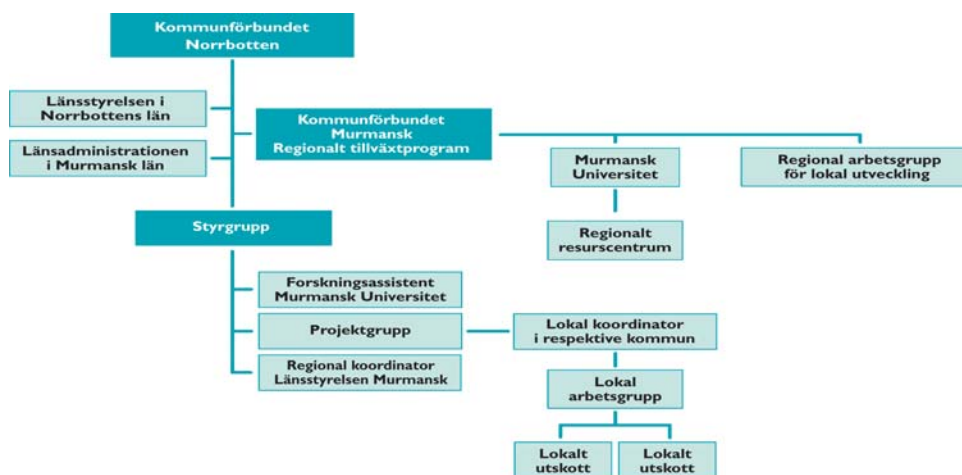 Kommunförbundet
Norrbotten
Länsstyrelsen i
Norrbottens län
Kommunförbundet
Murmansk
Regionalt tillväxtprogram
Länsadministrationen
i Murmansk län
Murmansk
Universitet
Regional arbetsgrupp
för lokal utveckling
Styrgrupp
Regionalt
resurscentrum
Forskningsassistent
Murmansk Universitet
Projektgrupp
Lokal koordinator
i respektive kommun
Regional koordinator
Länsstyrelsen Murmansk
Lokal
arbetsgrupp
Lokalt
utskott
Lokalt
utskott